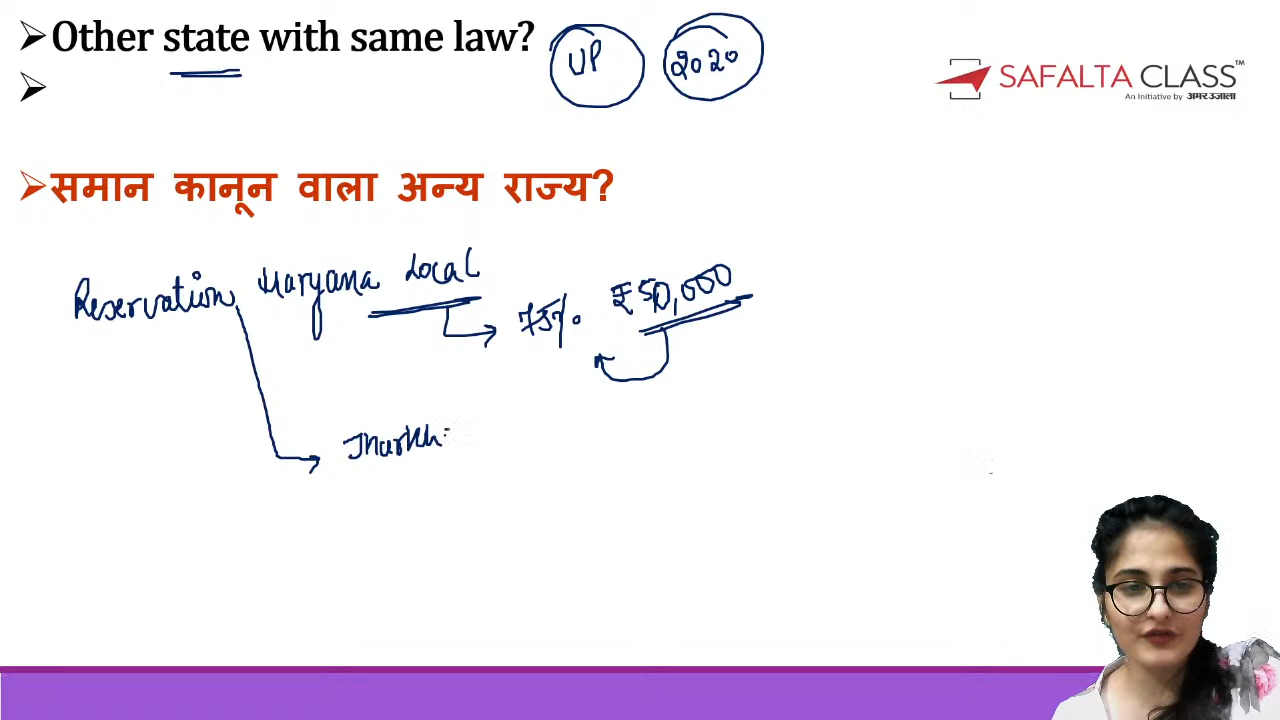 ➢Other state with same law? UP 2020
➢
SAFALTA CLASS™
An Initiative by अमर उजाला
➢समान कानून वाला अन्य राज्य?
Reservation Haryana Local
75% ₹50,000
Jharkh